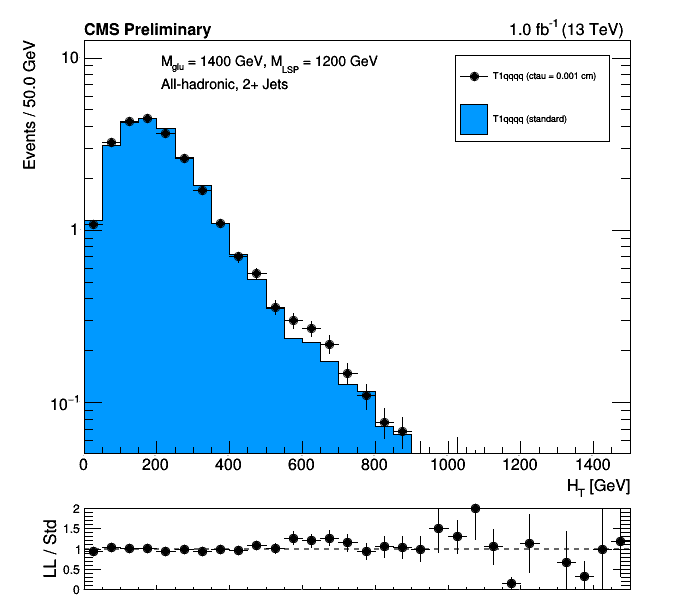 CMS Preliminary 1.0 fb⁻¹ (13 TeV)
M_glu = 1400 GeV, M_LSP = 1200 GeV
All-hadronic, 2+ Jets
T1qqqq (ctau = 0.001 cm)
T1qqqq (standard)
Events / 50.0 GeV
10
1
10⁻¹
0 200 400 600 800 1000 1200 1400
H_T [GeV]
LL / Std
2
1.5
1
0.5
0